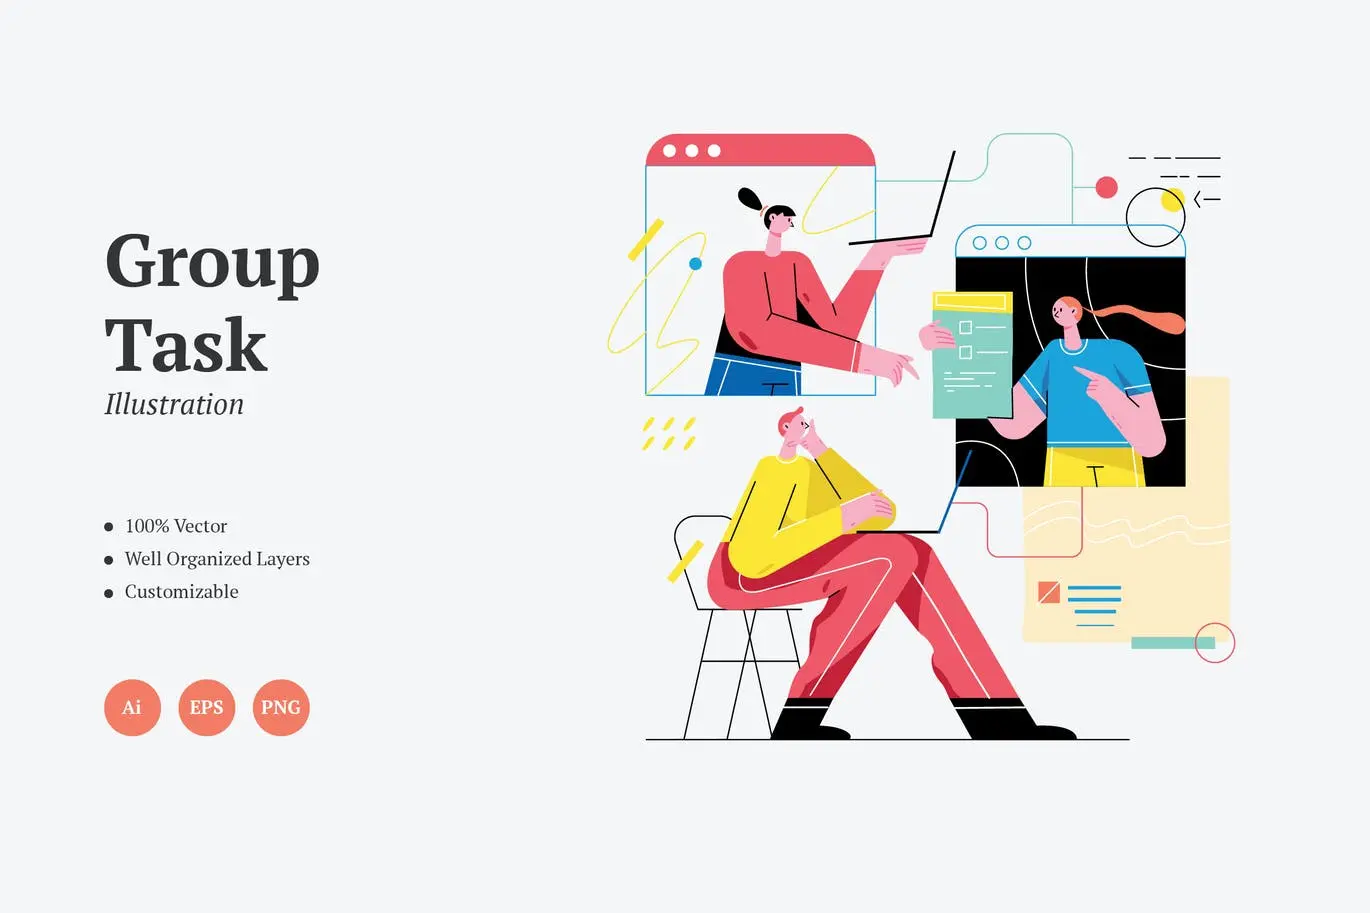 Group
Task
Illustration
100% Vector
Well Organized Layers
Customizable
Ai
EPS
PNG